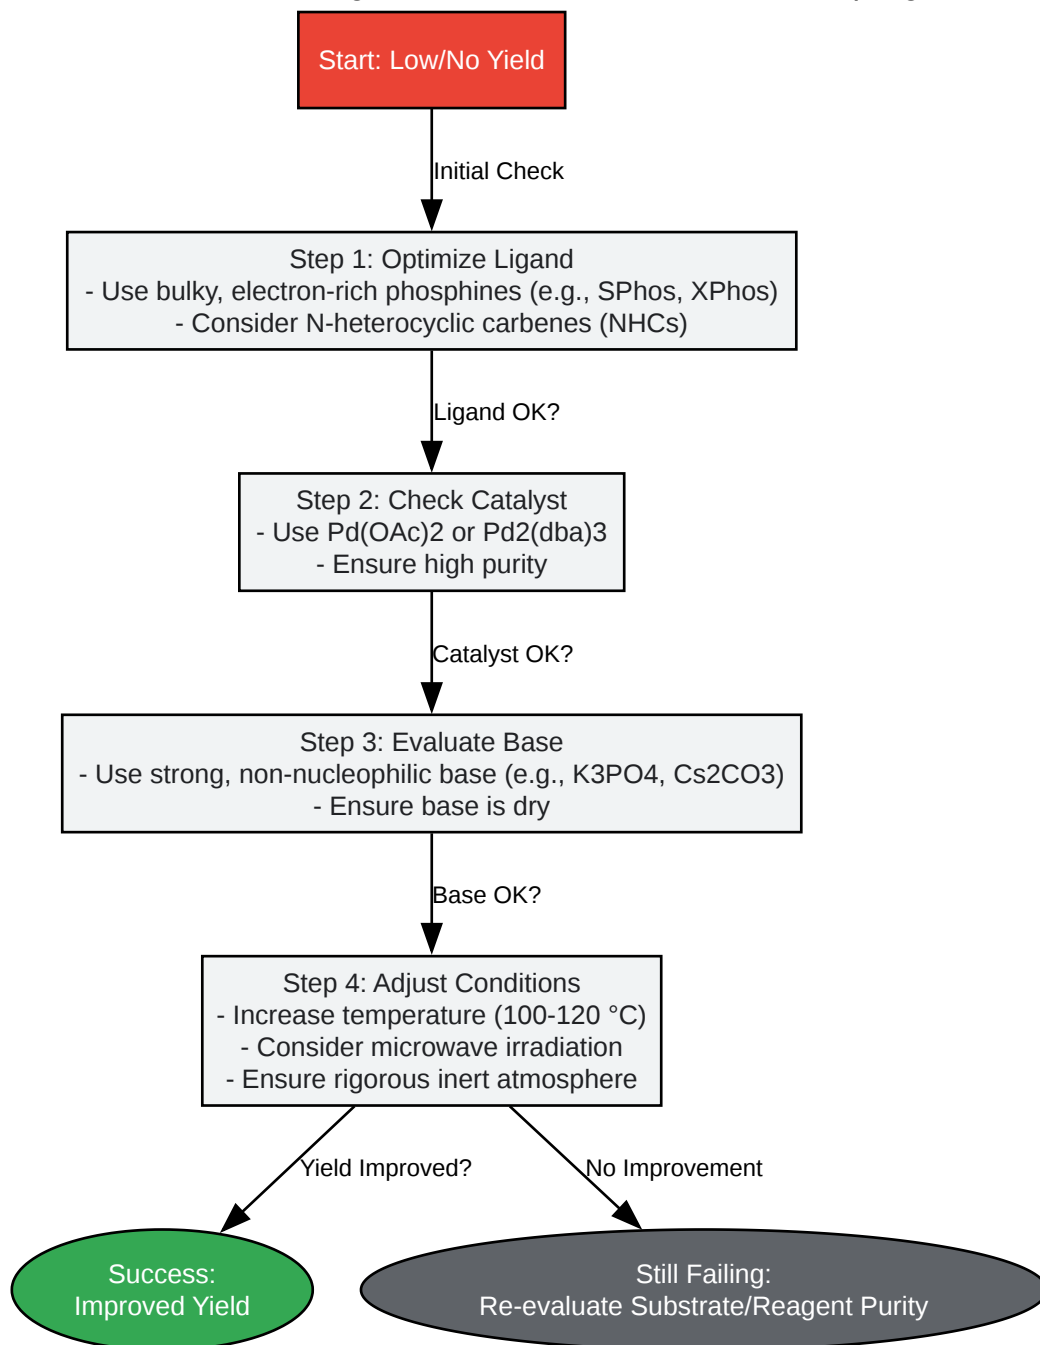 Start: Low/No Yield
Initial Check
Step 1: Optimize Ligand
- Use bulky, electron-rich phosphines (e.g., SPhos, XPhos)
- Consider N-heterocyclic carbenes (NHCs)
Ligand OK?
Step 2: Check Catalyst
- Use Pd(OAc)2 or Pd2(dba)3
- Ensure high purity
Catalyst OK?
Step 3: Evaluate Base
- Use strong, non-nucleophilic base (e.g., K3PO4, Cs2CO3)
- Ensure base is dry
Base OK?
Step 4: Adjust Conditions
- Increase temperature (100-120 °C)
- Consider microwave irradiation
- Ensure rigorous inert atmosphere
Yield Improved?
No Improvement
Success:
Improved Yield
Still Failing:
Re-evaluate Substrate/Reagent Purity